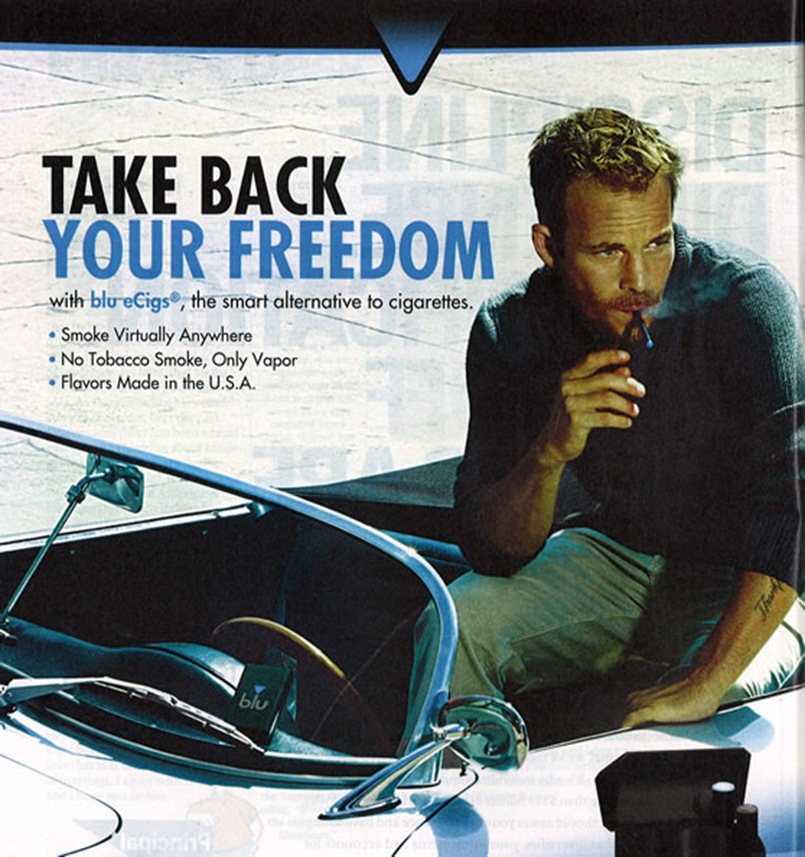 TAKE BACK
YOUR FREEDOM
with blu eCigs®, the smart alternative to cigarettes.
• Smoke Virtually Anywhere
• No Tobacco Smoke, Only Vapor
• Flavors Made in the U.S.A.
blu
Principal